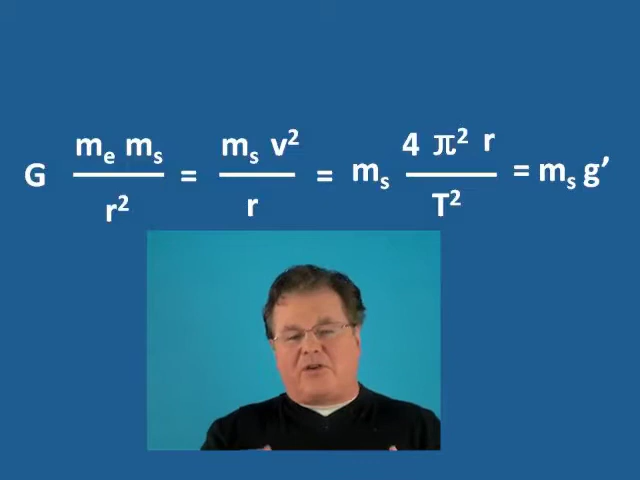 G mₑ mₛ / r² = mₛ v² / r = mₛ 4 π² r / T² = mₛ g’